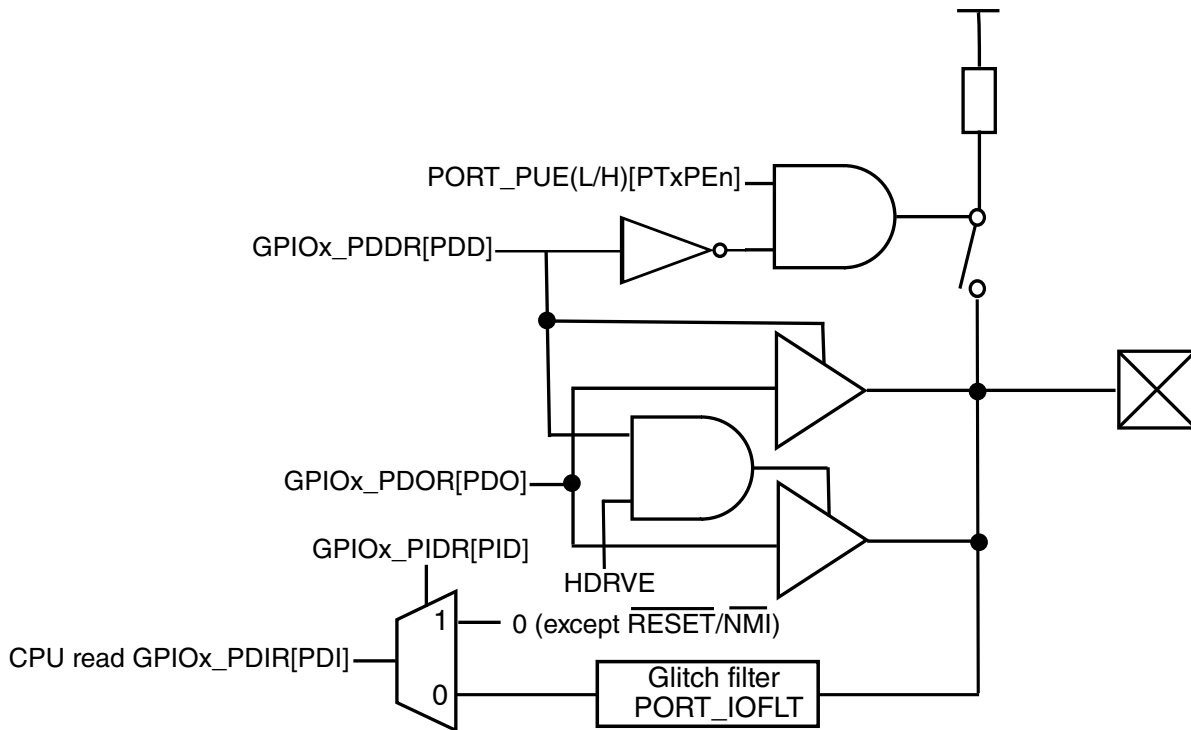 PORT_PUE(L/H)[PTxPEn]
GPIOx_PDDR[PDD]
GPIOx_PDOR[PDO]
GPIOx_PIDR[PID]
HDRVE
1
0 (except RESET/NMI)
CPU read GPIOx_PDIR[PDI]
0
Glitch filter
PORT_IOFLT